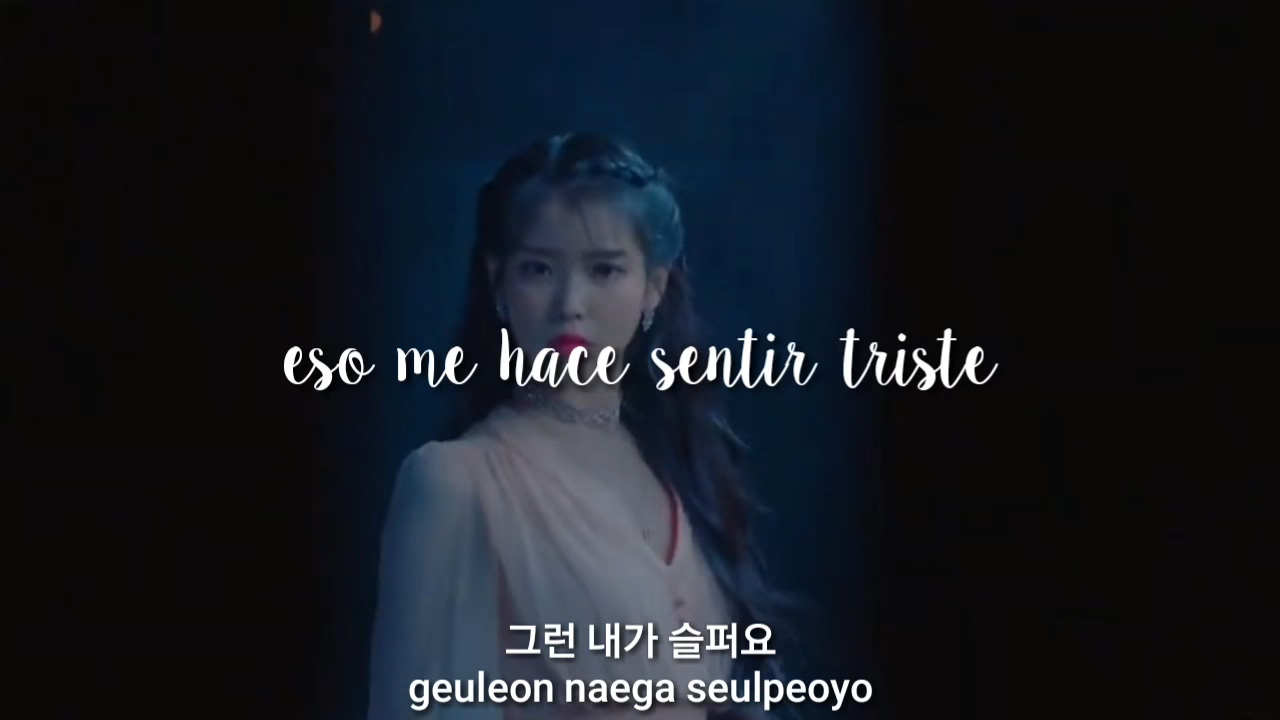 eso me hace sentir triste
그런 내가 슬퍼요
geuleon naega seulpeoyo